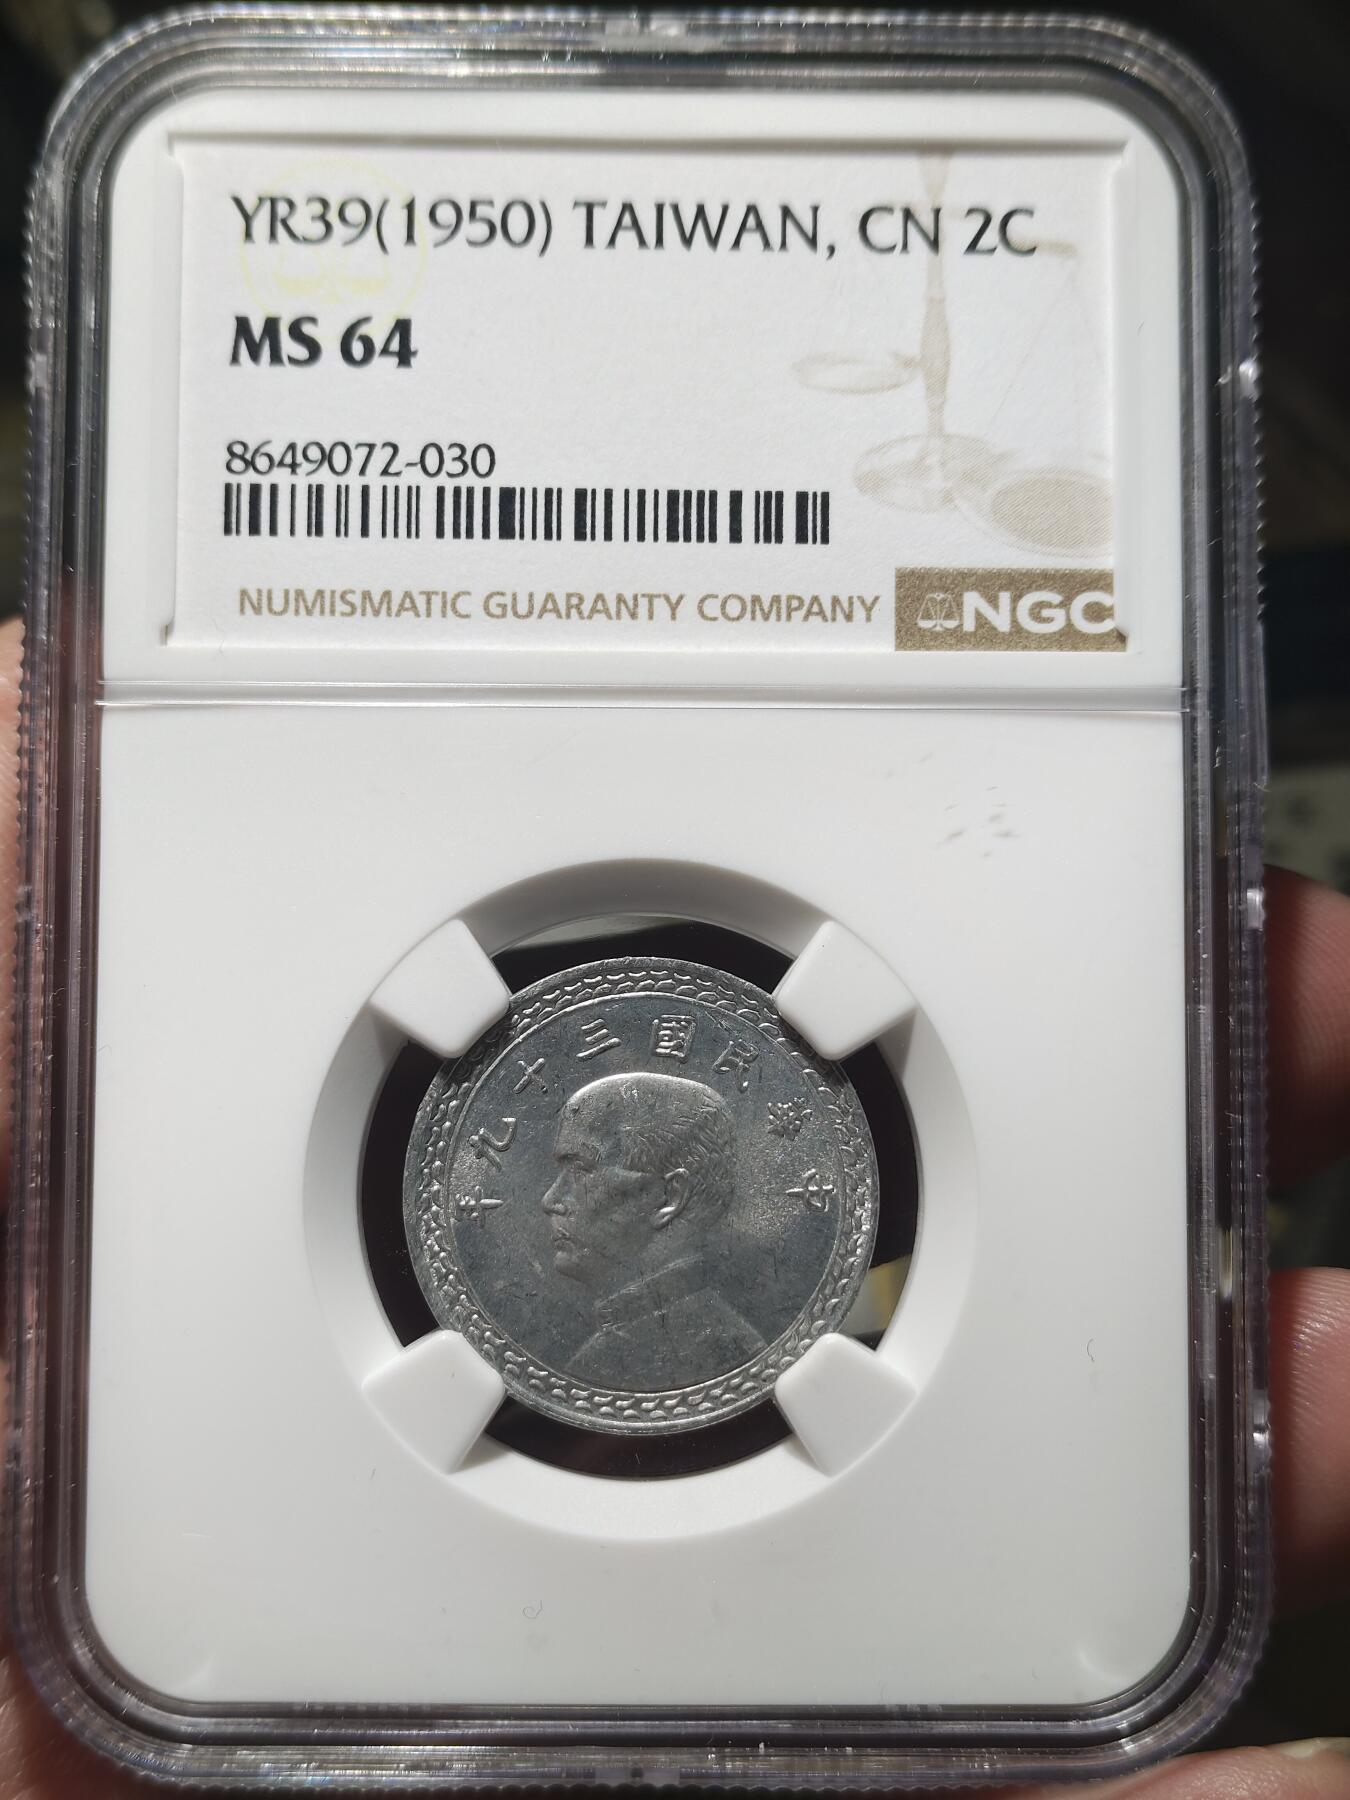 YR39(1950) TAIWAN, CN 2C
MS 64
8649072-030
NUMISMATIC GUARANTY COMPANY NGC
中華民國三十九年